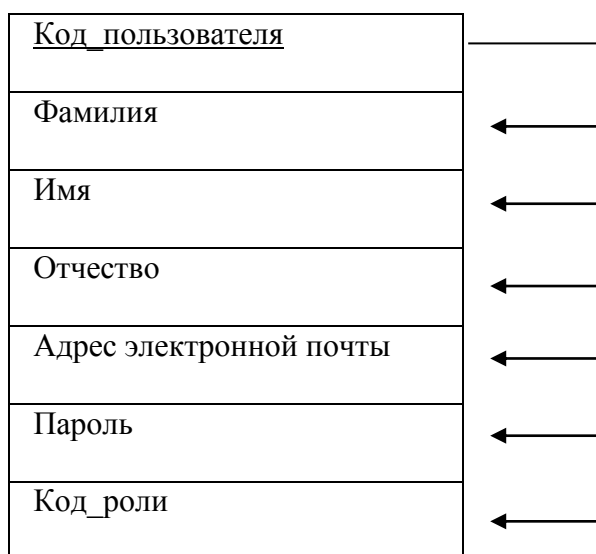 Код_пользователя
Фамилия
Имя
Отчество
Адрес электронной почты
Пароль
Код_роли